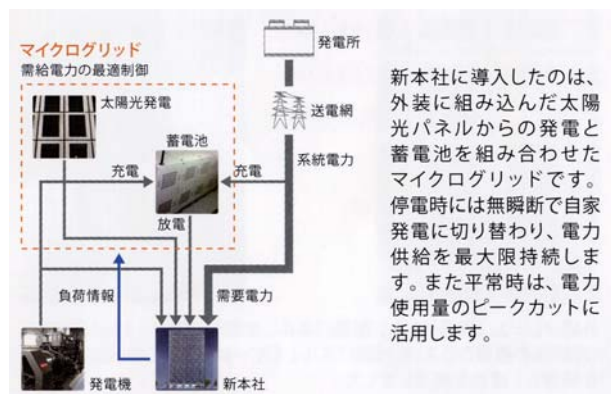 マイクログリッド
需給電力の最適制御
太陽光発電
蓄電池
充電
充電
放電
発電所
送電網
系統電力
負荷情報
需要電力
発電機
新本社
新本社に導入したのは、
外装に組み込んだ太陽
光パネルからの発電と
蓄電池を組み合わせた
マイクログリッドです。
停電時には無瞬断で自家
発電に切り替わり、電力
供給を最大限持続しま
す。また平常時は、電力
使用量のピークカットに
活用します。